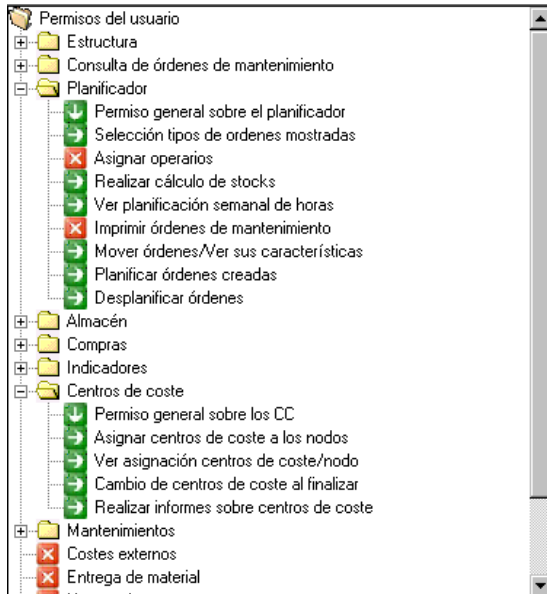 Permisos del usuario
Estructura
Consulta de órdenes de mantenimiento
Planificador
Permiso general sobre el planificador
Selección tipos de ordenes mostradas
Asignar operarios
Realizar cálculo de stocks
Ver planificación semanal de horas
Imprimir órdenes de mantenimiento
Mover órdenes/Ver sus características
Planificar órdenes creadas
Desplanificar órdenes
Almacén
Compras
Indicadores
Centros de coste
Permiso general sobre los CC
Asignar centros de coste a los nodos
Ver asignación centros de coste/nodo
Cambio de centros de coste al finalizar
Realizar informes sobre centros de coste
Mantenimientos
Costes externos
Entrega de material